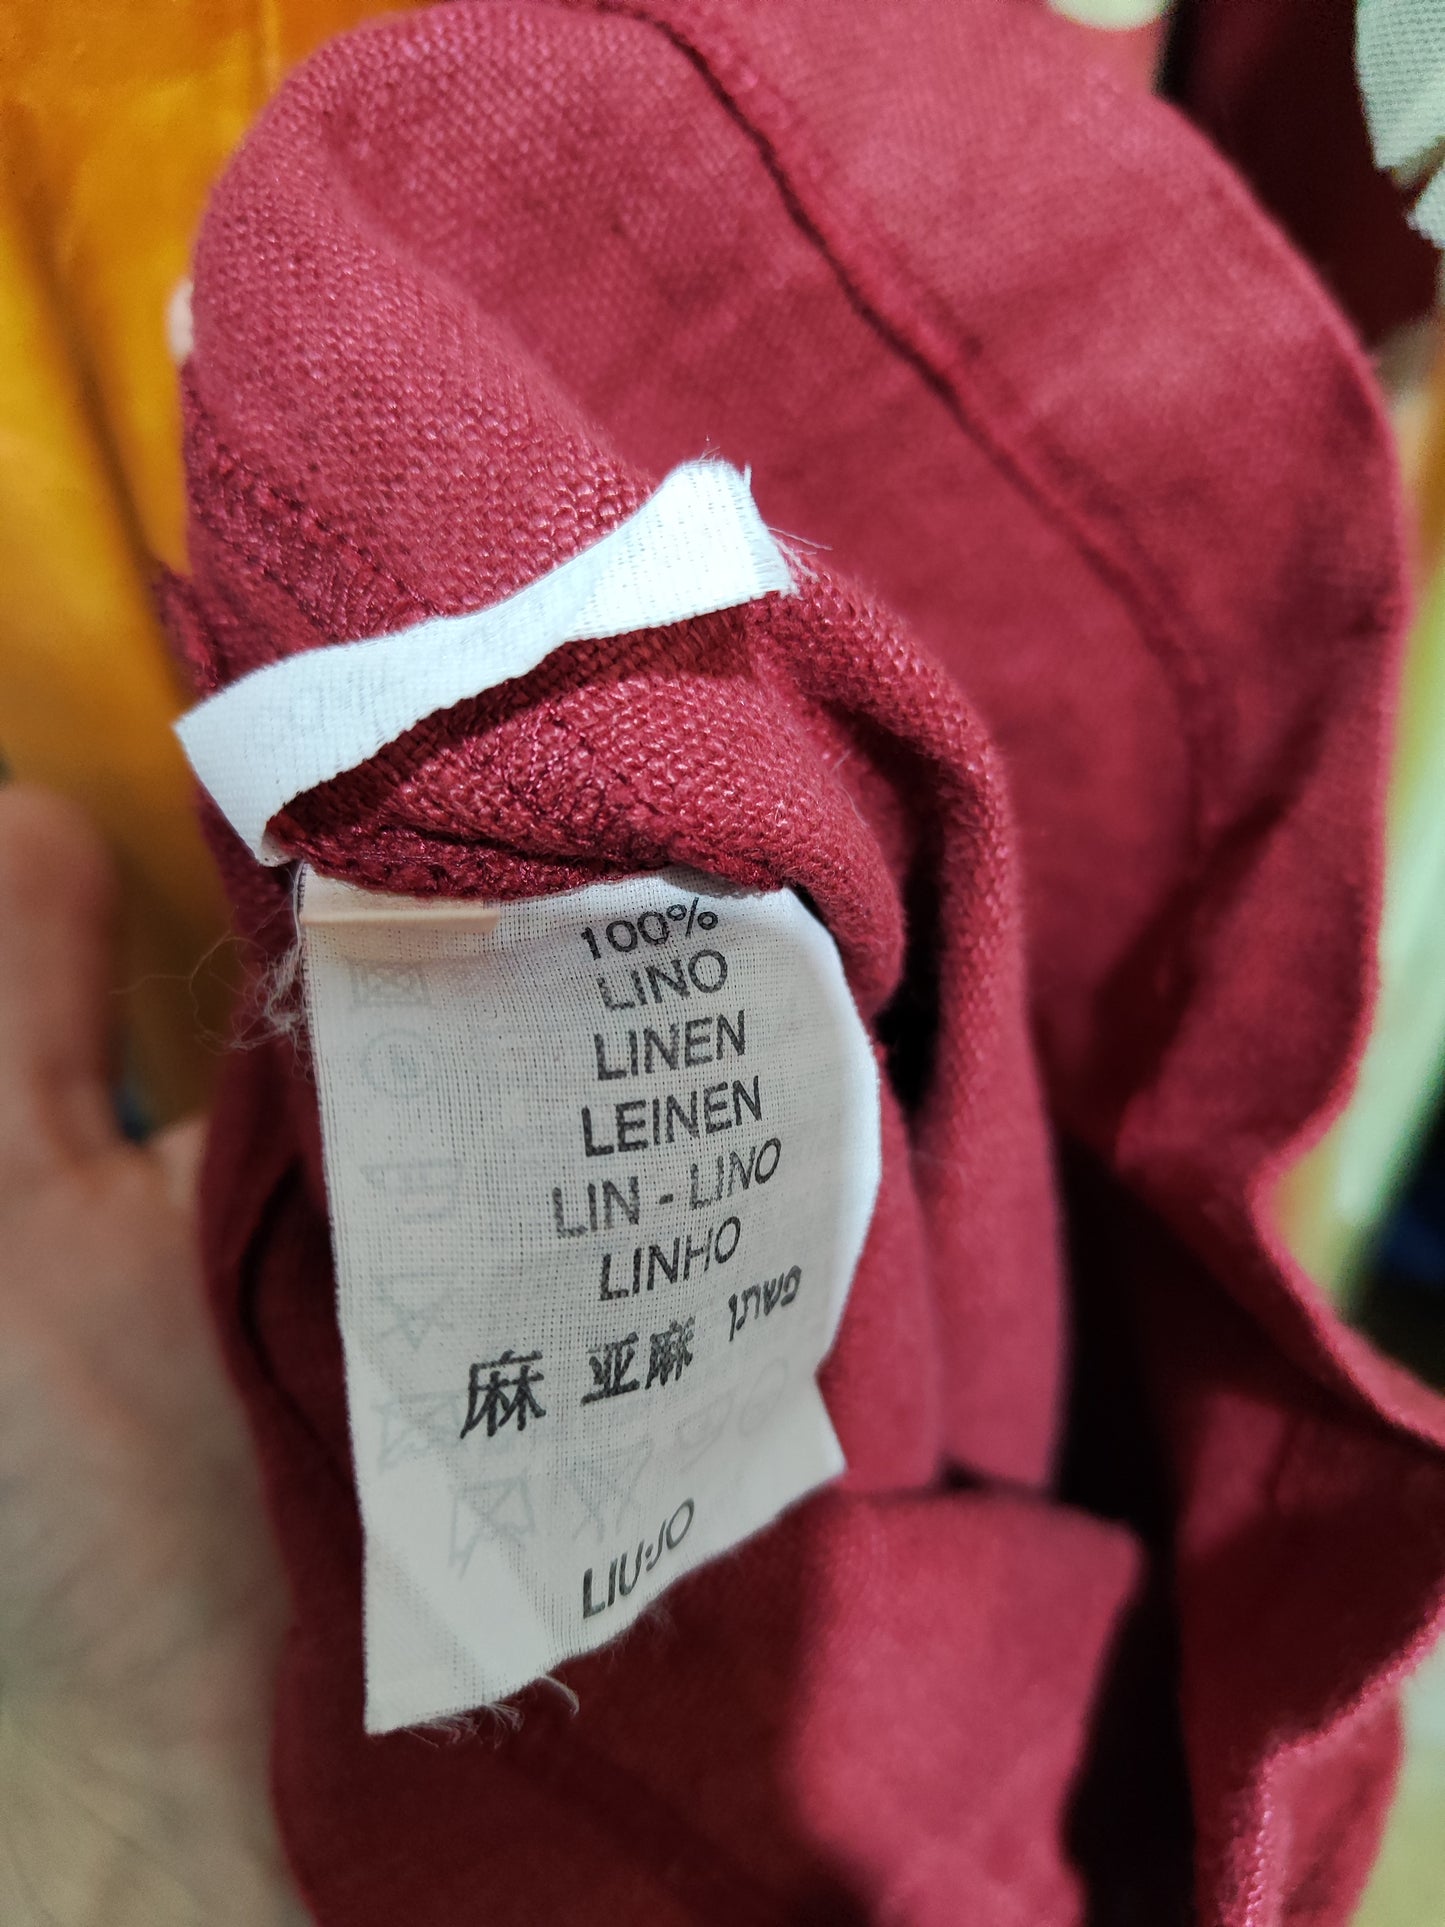 100%
LINO
LINEN
LEINEN
LIN - LINO
LINHO
麻 亚麻 פשתן
LIU·JO